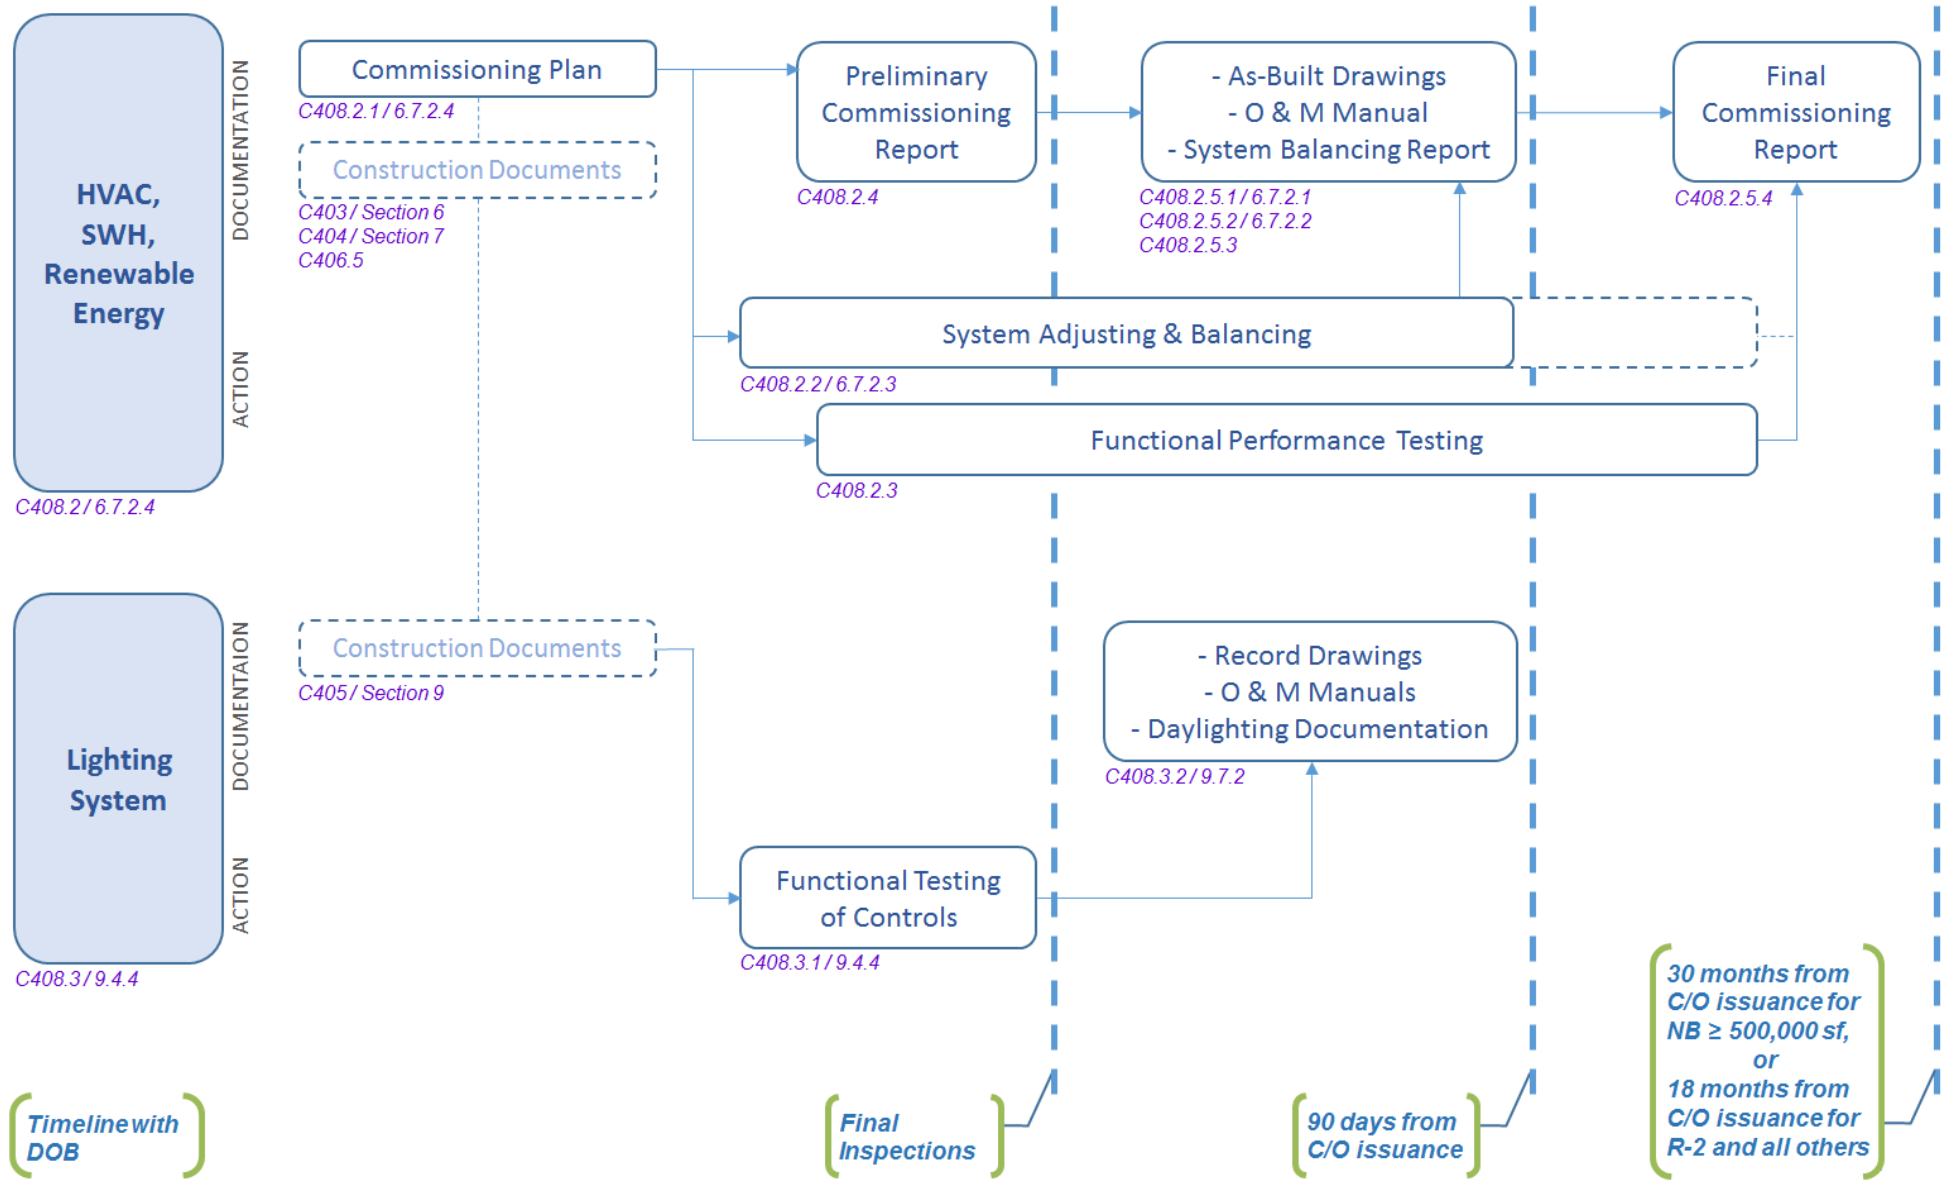 HVAC,
SWH,
Renewable
Energy
C408.2 / 6.7.2.4
DOCUMENTATION
ACTION
Commissioning Plan
C408.2.1 / 6.7.2.4
Construction Documents
C403 / Section 6
C404 / Section 7
C406.5
Preliminary
Commissioning
Report
C408.2.4
- As-Built Drawings
- O & M Manual
- System Balancing Report
C408.2.5.1 / 6.7.2.1
C408.2.5.2 / 6.7.2.2
C408.2.5.3
Final
Commissioning
Report
C408.2.5.4
System Adjusting & Balancing
C408.2.2 / 6.7.2.3
Functional Performance Testing
C408.2.3
Lighting
System
C408.3 / 9.4.4
DOCUMENTAION
ACTION
Construction Documents
C405 / Section 9
- Record Drawings
- O & M Manuals
- Daylighting Documentation
C408.3.2 / 9.7.2
Functional Testing
of Controls
C408.3.1 / 9.4.4
Timeline with
DOB
Final
Inspections
90 days from
C/O issuance
30 months from
C/O issuance for
NB ≥ 500,000 sf,
or
18 months from
C/O issuance for
R-2 and all others